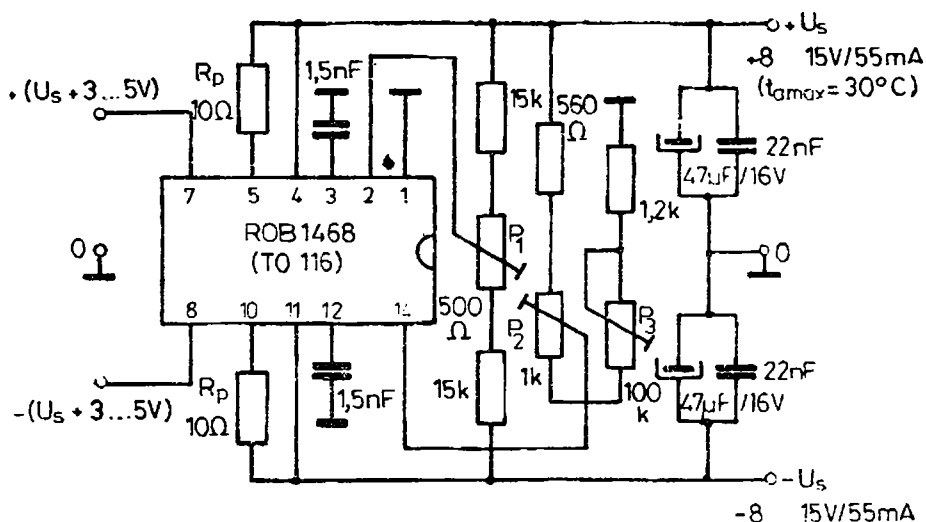 + Us
+8 15V/55mA
(tamax = 30°C)
+ (Us + 3...5V)
Rp
10Ω
1,5nF
15k
560
Ω
22nF
47µF/16V
7
5
4
3
2
1
1,2k
ROB1468
(TO 116)
P1
0
0
8
10
11
12
14
500
Ω
P2
P3
-(Us + 3...5V)
Rp
10Ω
1,5nF
15k
1k
100
k
22nF
47µF/16V
- Us
-8 15V/55mA